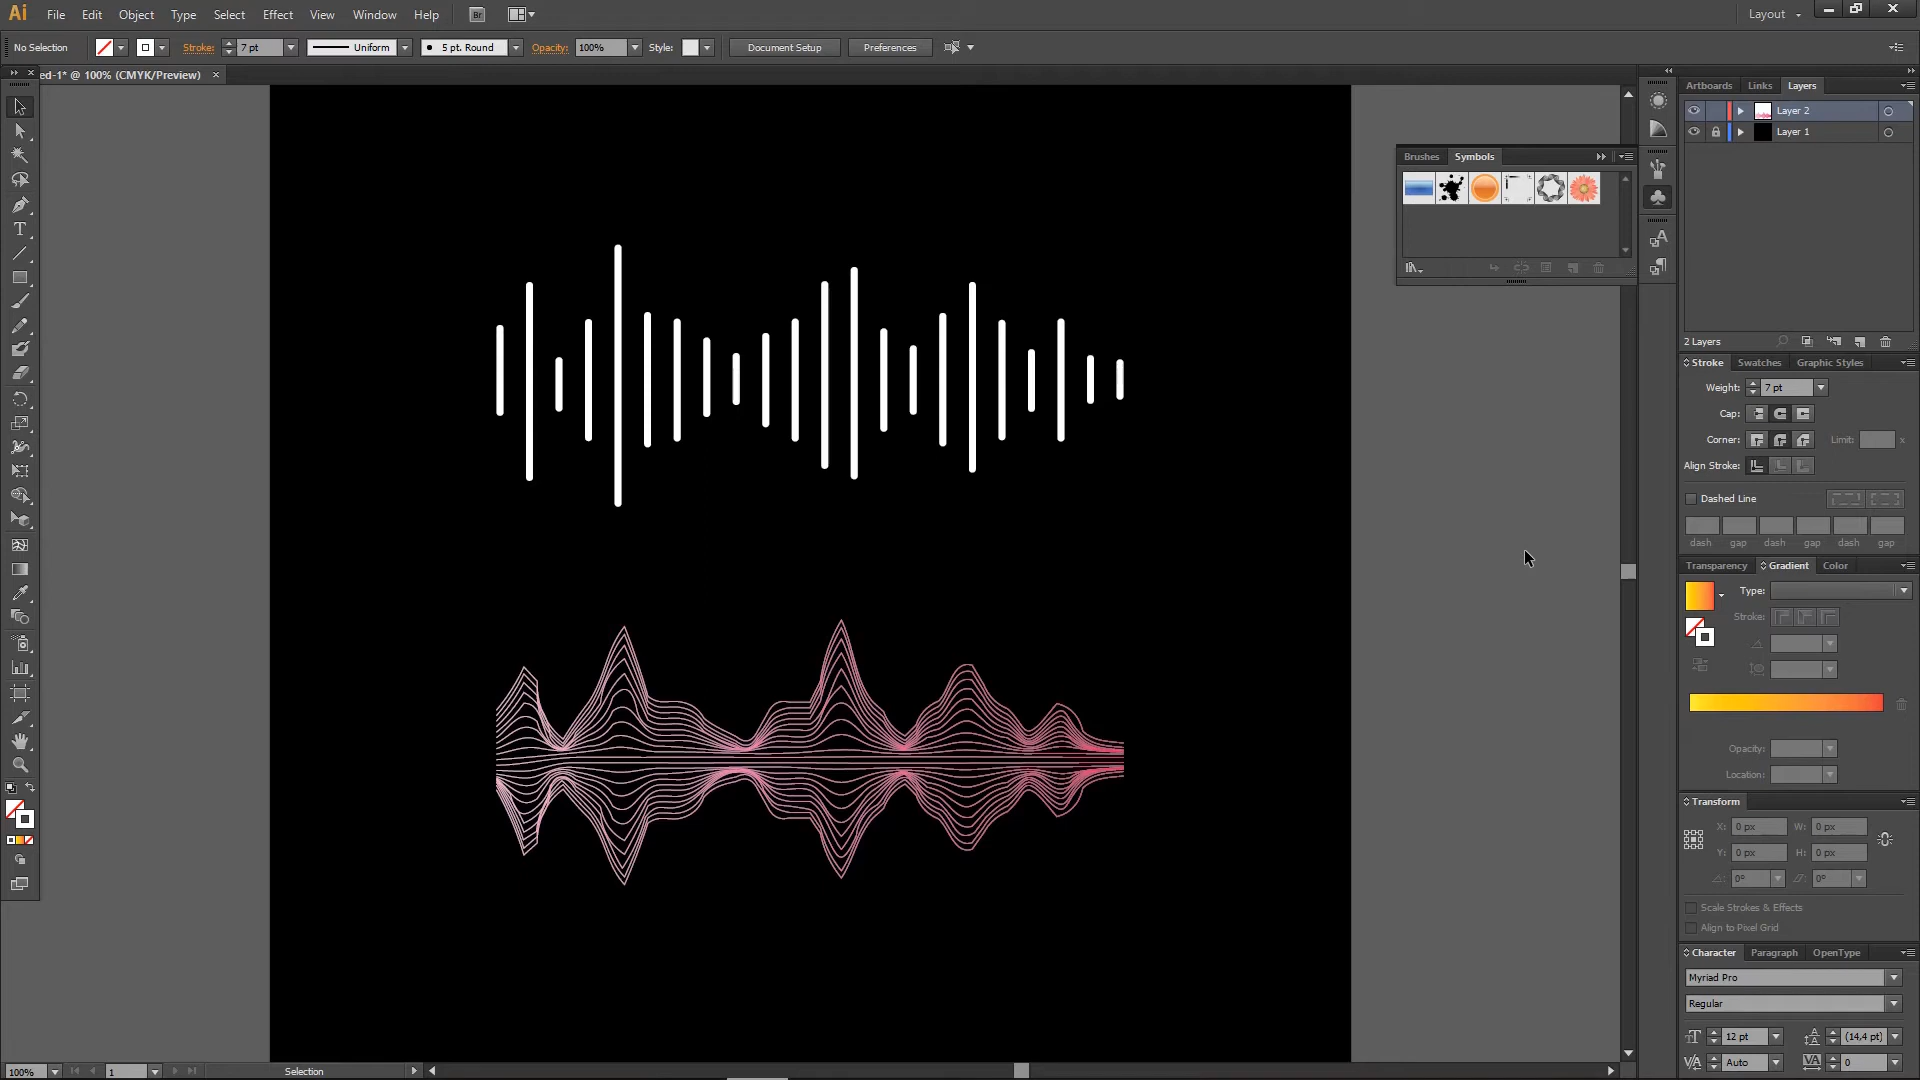 Ai File Edit Object Type Select Effect View Window Help Br Layout
No Selection Stroke: 7 pt Uniform 5 pt. Round Opacity: 100% Style: Document Setup Preferences
ed-1* @ 100% (CMYK/Preview)
Artboards Links Layers
Layer 2
Layer 1
Brushes Symbols
2 Layers
Stroke Swatches Graphic Styles
Weight: 7 pt
Cap:
Corner: Limit: x
Align Stroke:
Dashed Line
dash gap dash gap dash gap
Transparency Gradient Color
Type:
Stroke:
Opacity:
Location:
Transform
X: 0 px W: 0 px
Y: 0 px H: 0 px
0° 0°
Scale Strokes & Effects
Align to Pixel Grid
Character Paragraph OpenType
Myriad Pro
Regular
12 pt (14,4 pt)
Auto 0
100% 1 Selection